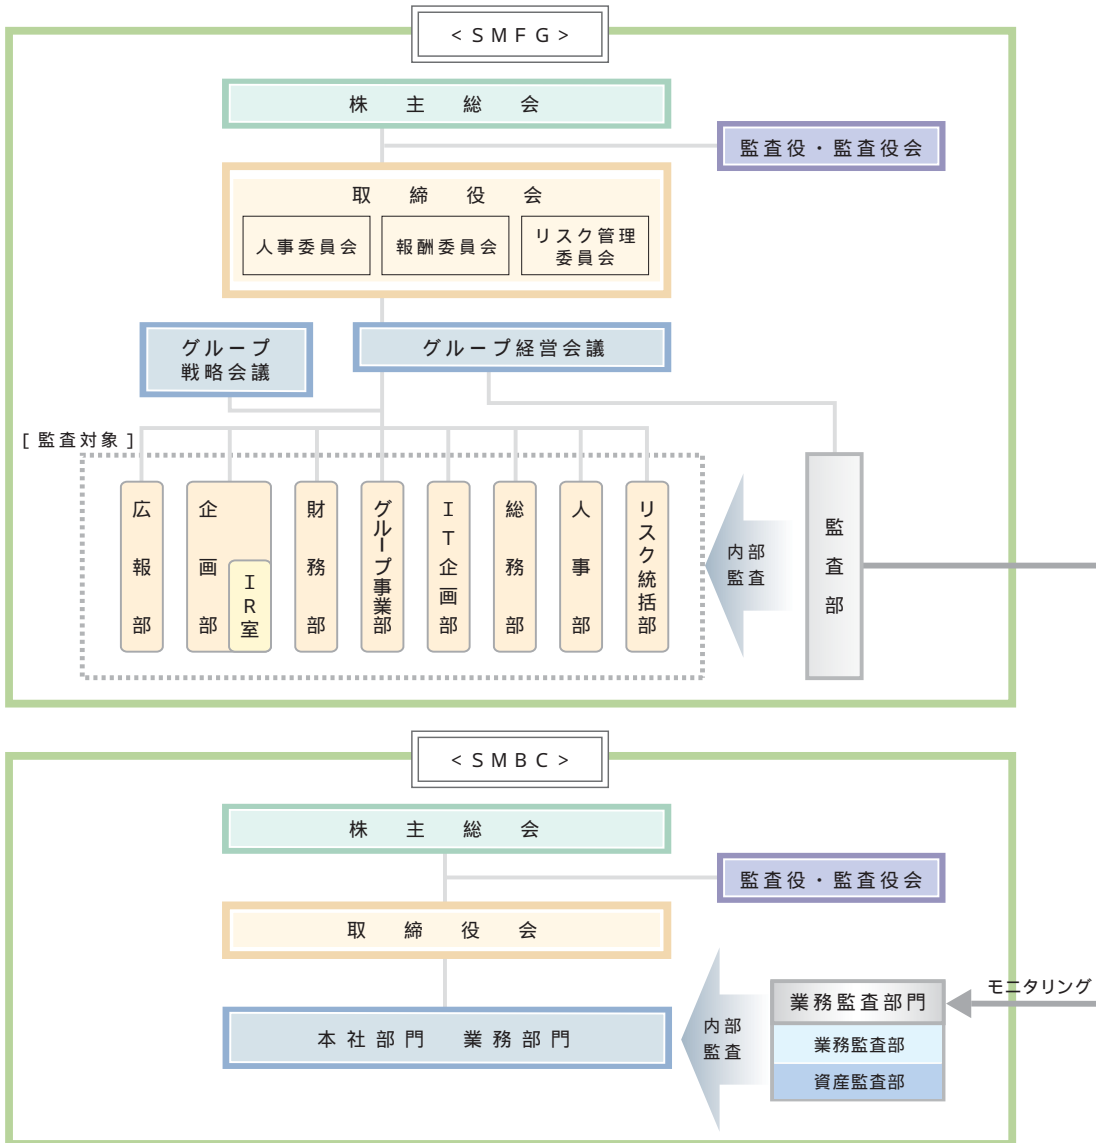 <SMFG>
株主総会
監査役・監査役会
取締役会
人事委員会
報酬委員会
リスク管理
委員会
グループ
戦略会議
グループ経営会議
[監査対象]
広報部
企画部
IR室
財務部
グループ事業部
IT企画部
総務部
人事部
リスク統括部
内部
監査
監査部
<SMBC>
株主総会
監査役・監査役会
取締役会
本社部門 業務部門
内部
監査
業務監査部門
業務監査部
資産監査部
モニタリング